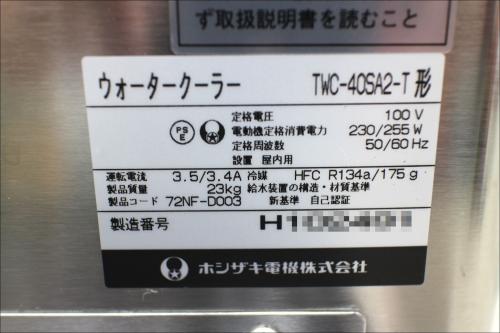 ず取扱説明書を読むこと
ウォータークーラー TWC-40SA2-T 形
PS E
定格電圧 100 V
電動機定格消費電力 230/255 W
定格周波数 50/60 Hz
設置 屋内用
運転電流 3.5/3.4A 冷媒 HFC R134a/175 g
製品質量 23kg 給水装置の構造・材質基準
製品コード 72NF-D003 新基準 自己認証
製造番号 H
ホシザキ電機株式会社